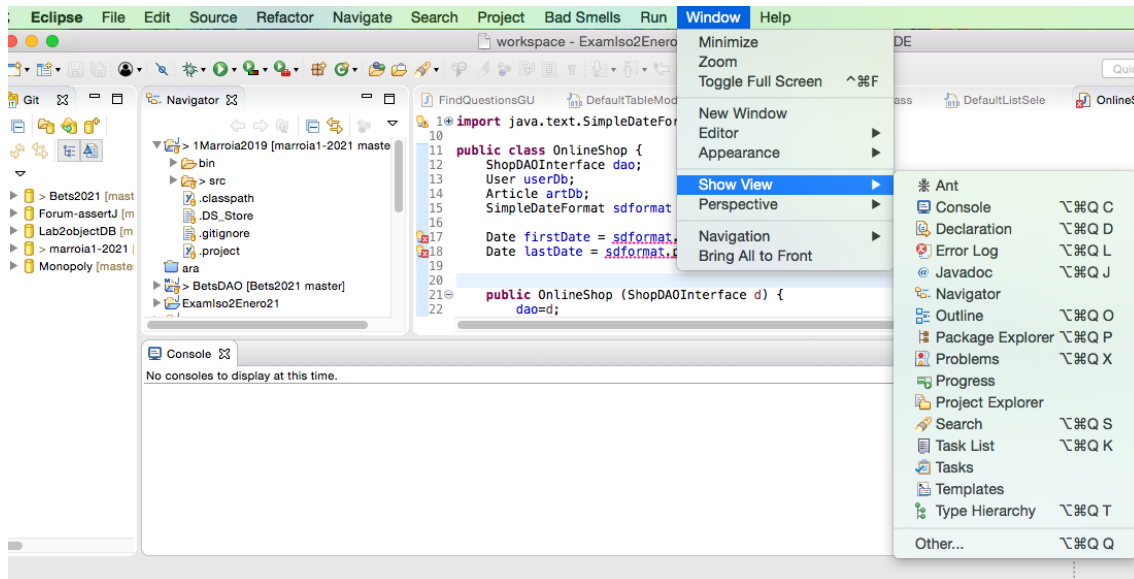 Eclipse File Edit Source Refactor Navigate Search Project Bad Smells Run Window Help
workspace - ExamIso2Enero
DE
Minimize
Zoom
Toggle Full Screen ^⌘F
New Window
Editor
Appearance
Show View
Perspective
Navigation
Bring All to Front
Quic
Git
> Bets2021 [mast
Forum-assertJ [m
Lab2objectDB [m
> marroia1-2021 [
Monopoly [maste
Navigator
> 1Marroia2019 [marroia1-2021 maste
bin
> src
.classpath
.DS_Store
.gitignore
.project
ara
> BetsDAO [Bets2021 master]
ExamIso2Enero21
FindQuestionsGU DefaultTableMod ass DefaultListSele OnlineS
1 import java.text.SimpleDateFor
10
11 public class OnlineShop {
12 ShopDAOInterface dao;
13 User userDb;
14 Article artDb;
15 SimpleDateFormat sdformat
16
17 Date firstDate = sdformat.
18 Date lastDate = sdformat.p
19
20
21 public OnlineShop (ShopDAOInterface d) {
22 dao=d;
Console
No consoles to display at this time.
Ant
Console ⌥⌘Q C
Declaration ⌥⌘Q D
Error Log ⌥⌘Q L
@ Javadoc ⌥⌘Q J
Navigator
Outline ⌥⌘Q O
Package Explorer ⌥⌘Q P
Problems ⌥⌘Q X
Progress
Project Explorer
Search ⌥⌘Q S
Task List ⌥⌘Q K
Tasks
Templates
Type Hierarchy ⌥⌘Q T
Other... ⌥⌘Q Q